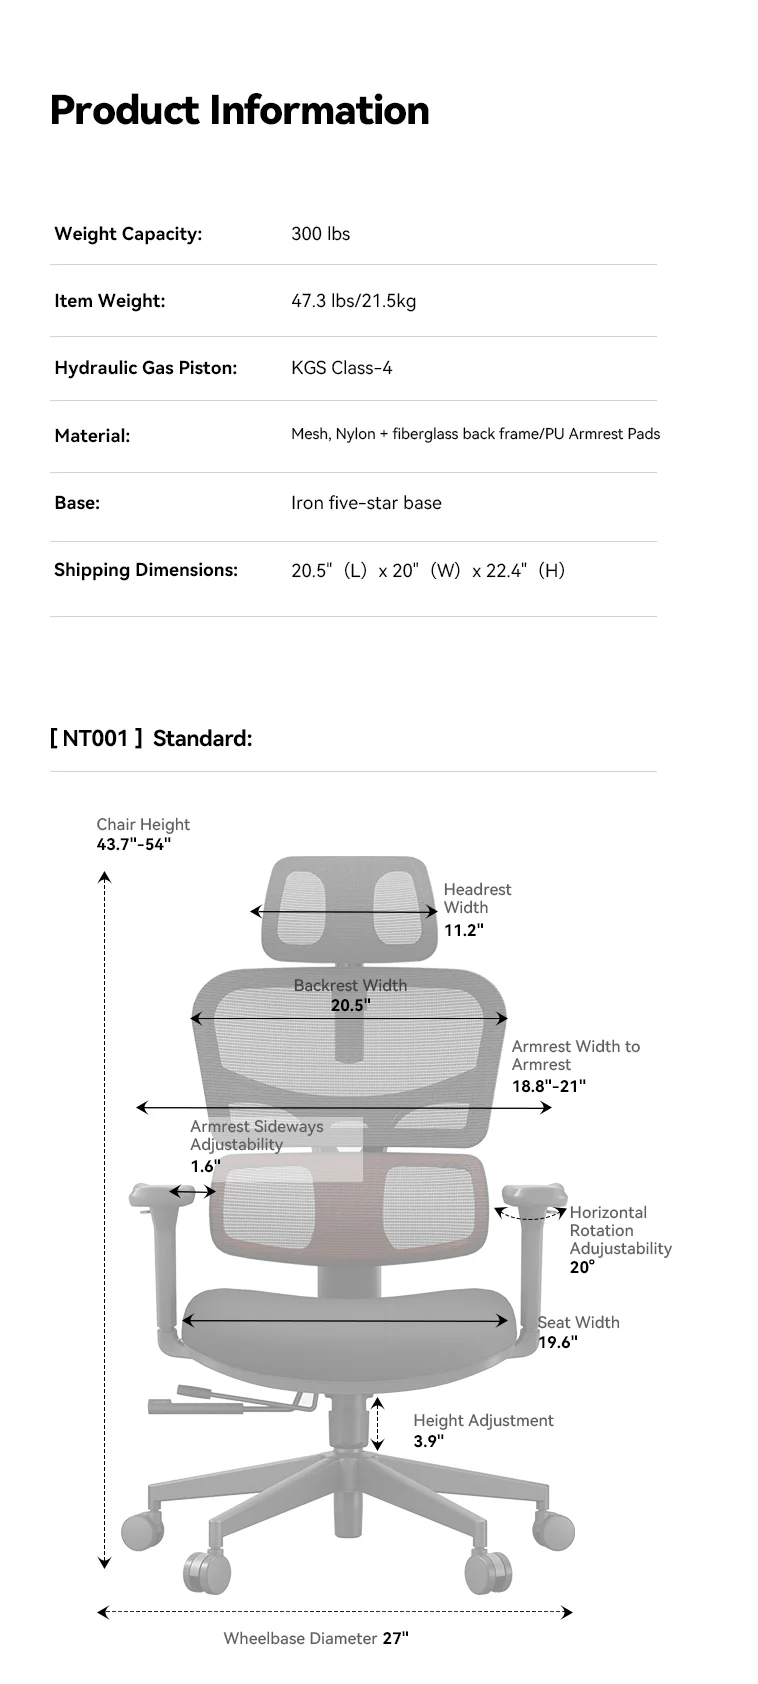 Product Information
Weight Capacity: 300 lbs
Item Weight: 47.3 lbs/21.5kg
Hydraulic Gas Piston: KGS Class-4
Material: Mesh, Nylon + fiberglass back frame/PU Armrest Pads
Base: Iron five-star base
Shipping Dimensions: 20.5"（L）x 20"（W）x 22.4"（H）
[ NT001 ] Standard:
Chair Height
43.7"-54"
Headrest
Width
11.2"
Backrest Width
20.5"
Armrest Width to
Armrest
18.8"-21"
Armrest Sideways
Adjustability
1.6"
Horizontal
Rotation
Adujustability
20°
Seat Width
19.6"
Height Adjustment
3.9"
Wheelbase Diameter 27"